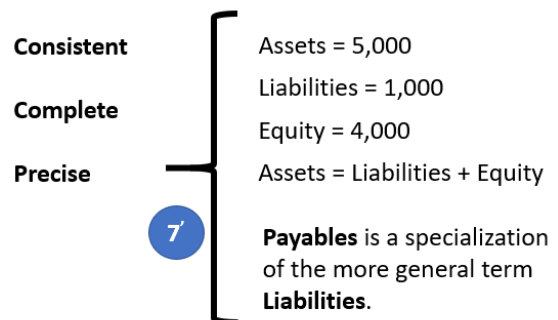 Consistent
Complete
Precise
7′
Assets = 5,000
Liabilities = 1,000
Equity = 4,000
Assets = Liabilities + Equity
Payables is a specialization
of the more general term
Liabilities.